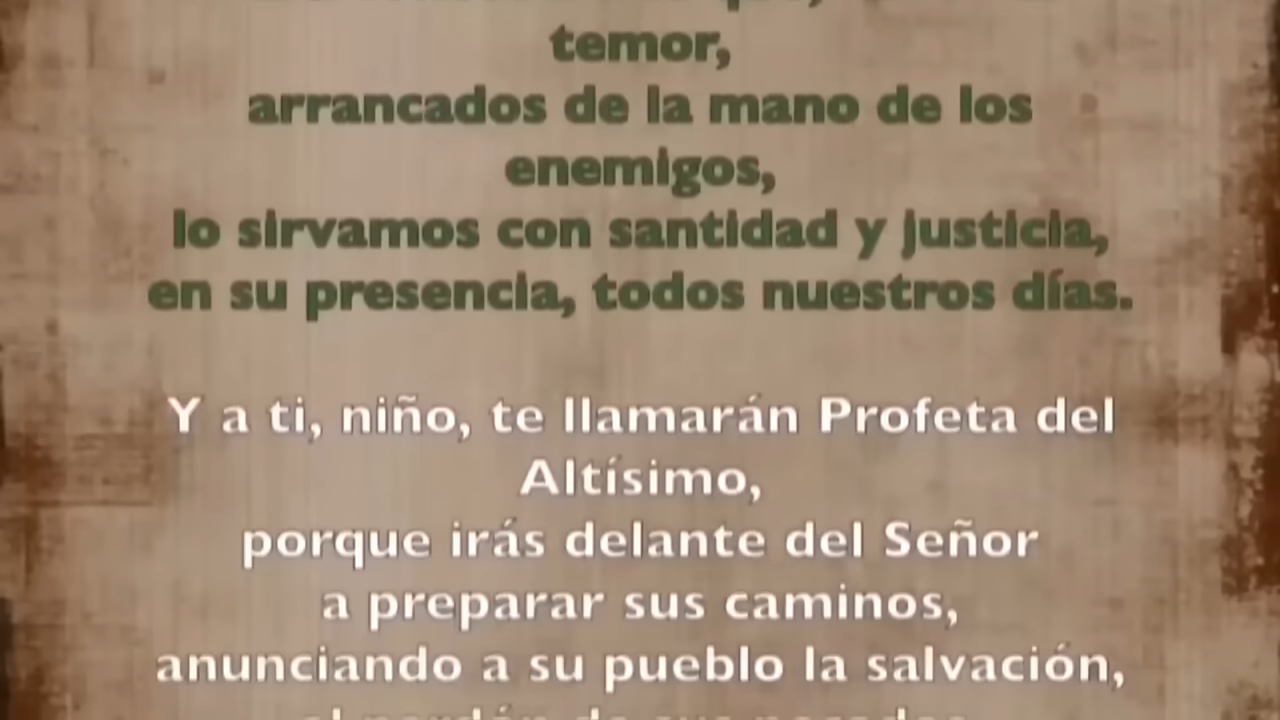 temor,
arrancados de la mano de los
enemigos,
lo sirvamos con santidad y justicia,
en su presencia, todos nuestros días.
Y a ti, niño, te llamarán Profeta del
Altísimo,
porque irás delante del Señor
a preparar sus caminos,
anunciando a su pueblo la salvación,